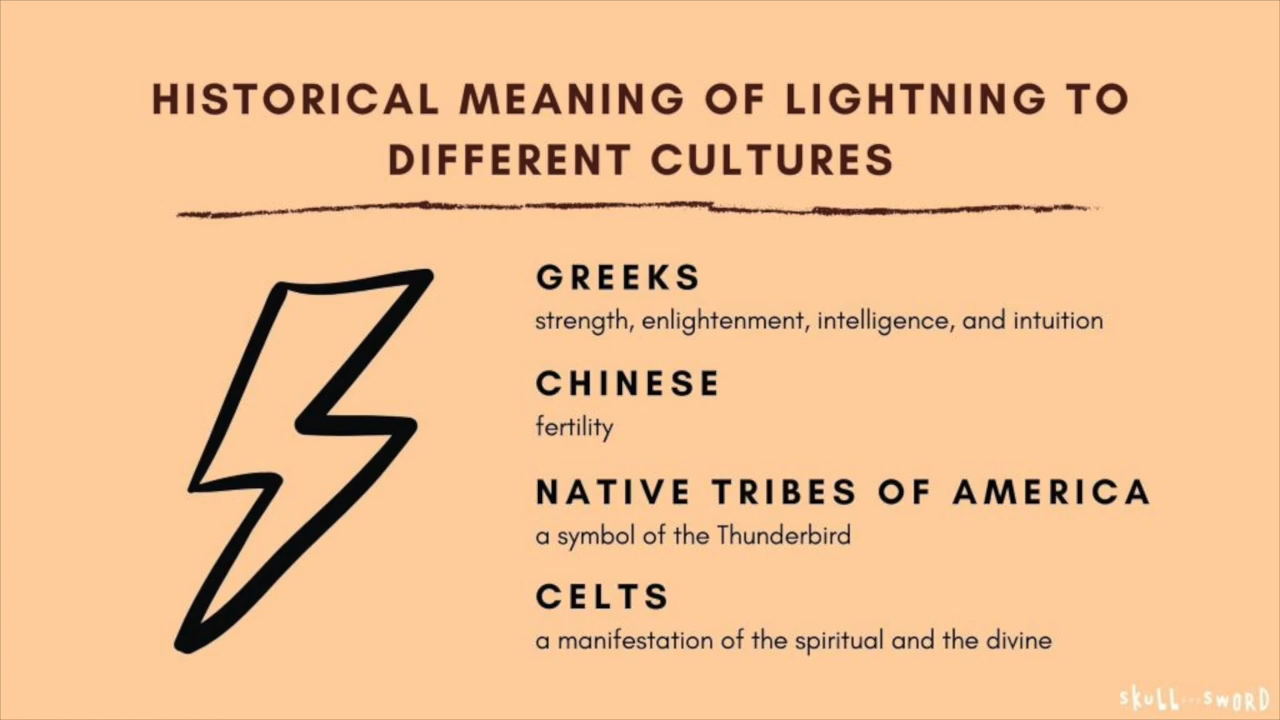 HISTORICAL MEANING OF LIGHTNING TO
DIFFERENT CULTURES
GREEKS
strength, enlightenment, intelligence, and intuition
CHINESE
fertility
NATIVE TRIBES OF AMERICA
a symbol of the Thunderbird
CELTS
a manifestation of the spiritual and the divine
SKULL SWORD